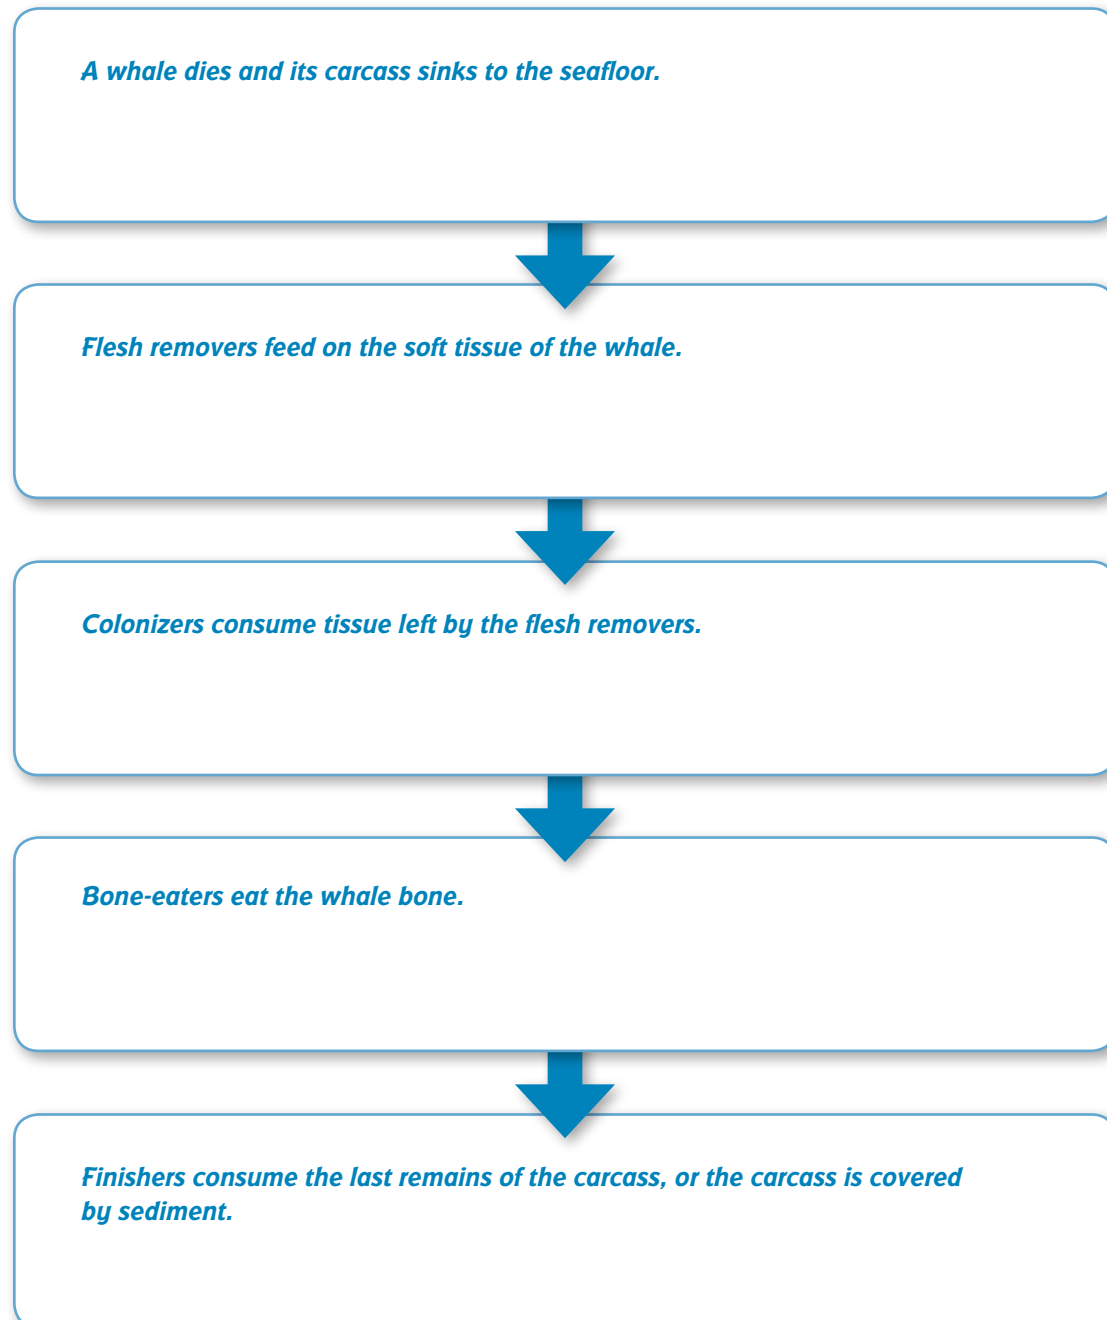 A whale dies and its carcass sinks to the seafloor.
Flesh removers feed on the soft tissue of the whale.
Colonizers consume tissue left by the flesh removers.
Bone-eaters eat the whale bone.
Finishers consume the last remains of the carcass, or the carcass is covered
by sediment.